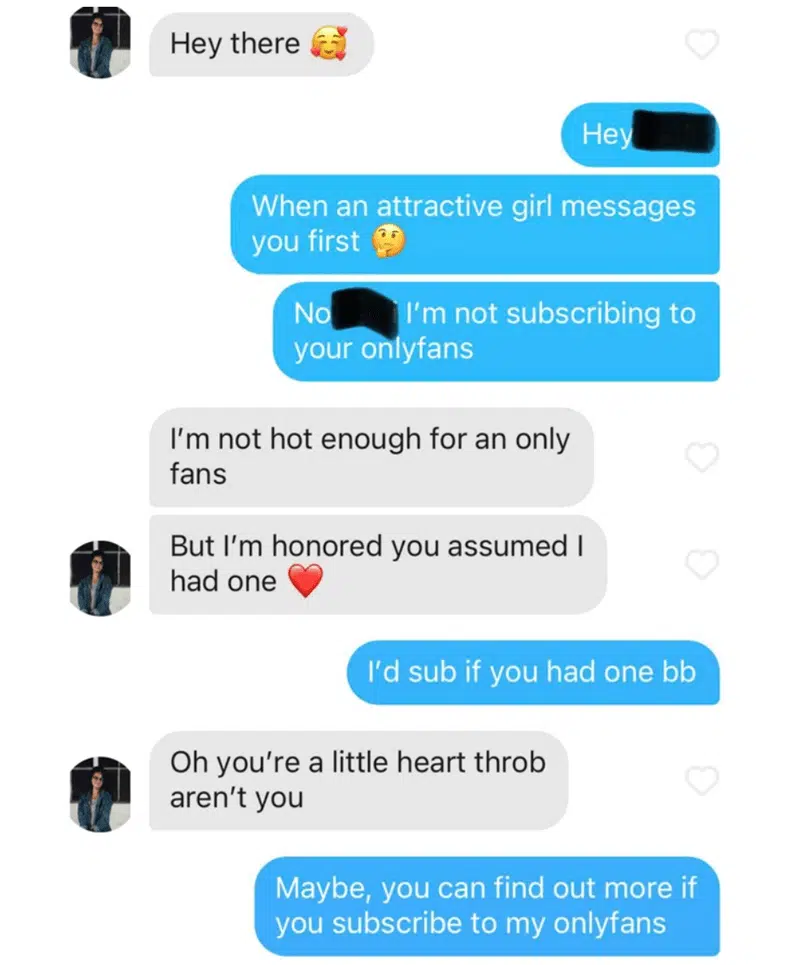 Hey there 🥰
Hey
When an attractive girl messages
you first 🤔
No I'm not subscribing to
your onlyfans
I'm not hot enough for an only
fans
But I'm honored you assumed I
had one ❤️
I'd sub if you had one bb
Oh you're a little heart throb
aren't you
Maybe, you can find out more if
you subscribe to my onlyfans